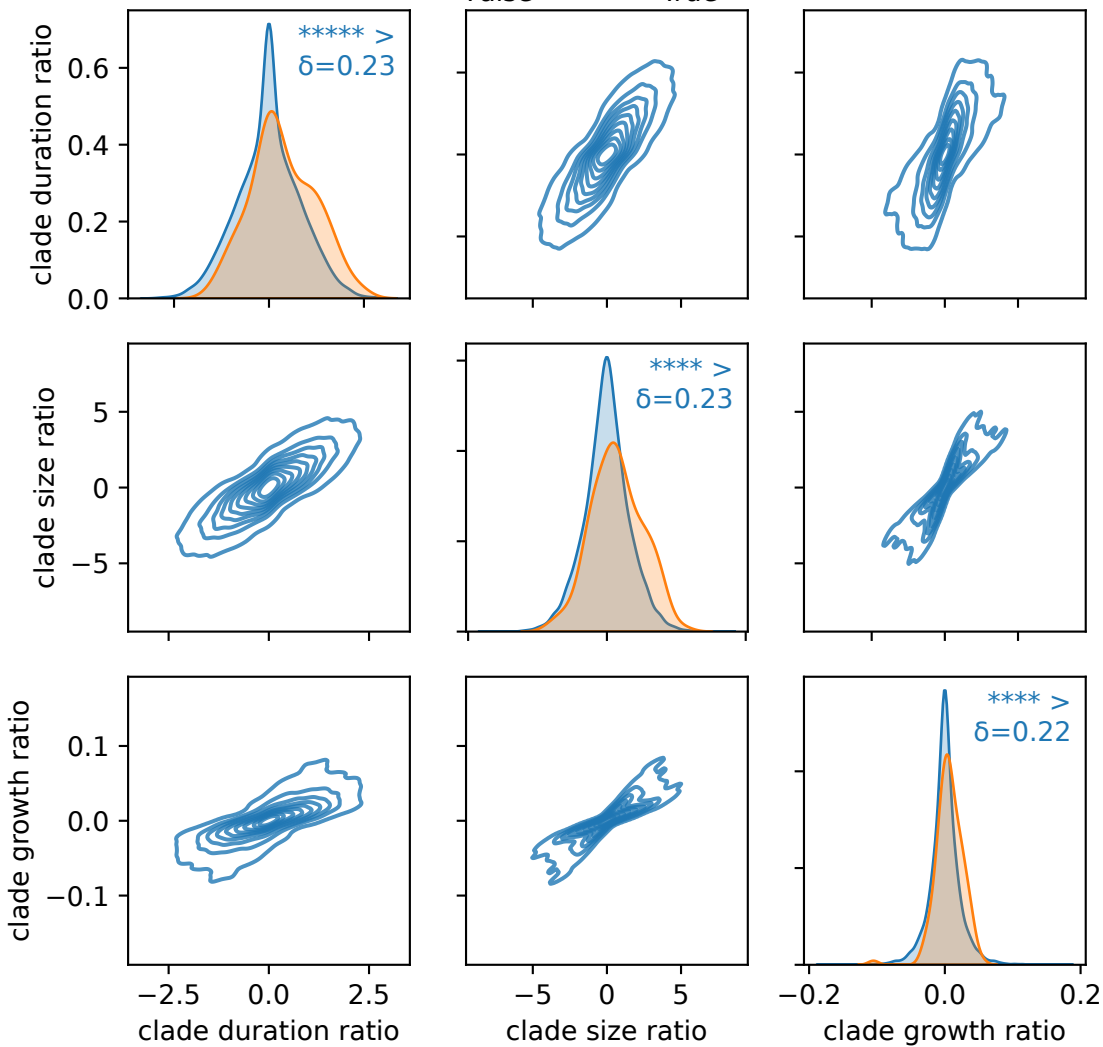 clade duration ratio
0.6
0.4
0.2
0.0
***** >
δ=0.23
clade size ratio
5
0
−5
**** >
δ=0.23
clade growth ratio
0.1
0.0
−0.1
**** >
δ=0.22
−2.5 0.0 2.5
−5 0 5
−0.2 0.0 0.2
clade duration ratio
clade size ratio
clade growth ratio